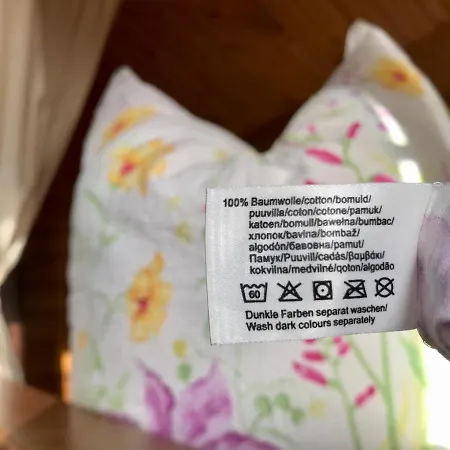 100% Baumwolle/cotton/bomuld/
puuvilla/coton/cotone/pamuk/
katoen/bomull/bawełna/bumbac/
хлопок/bavlna/bombaž/
algodón/бавовна/pamut/
Памук/Puuvill/cadás/βαμβάκι/
kokvilna/medvilnė/qoton/algodão
60
Dunkle Farben separat waschen/
Wash dark colours separately